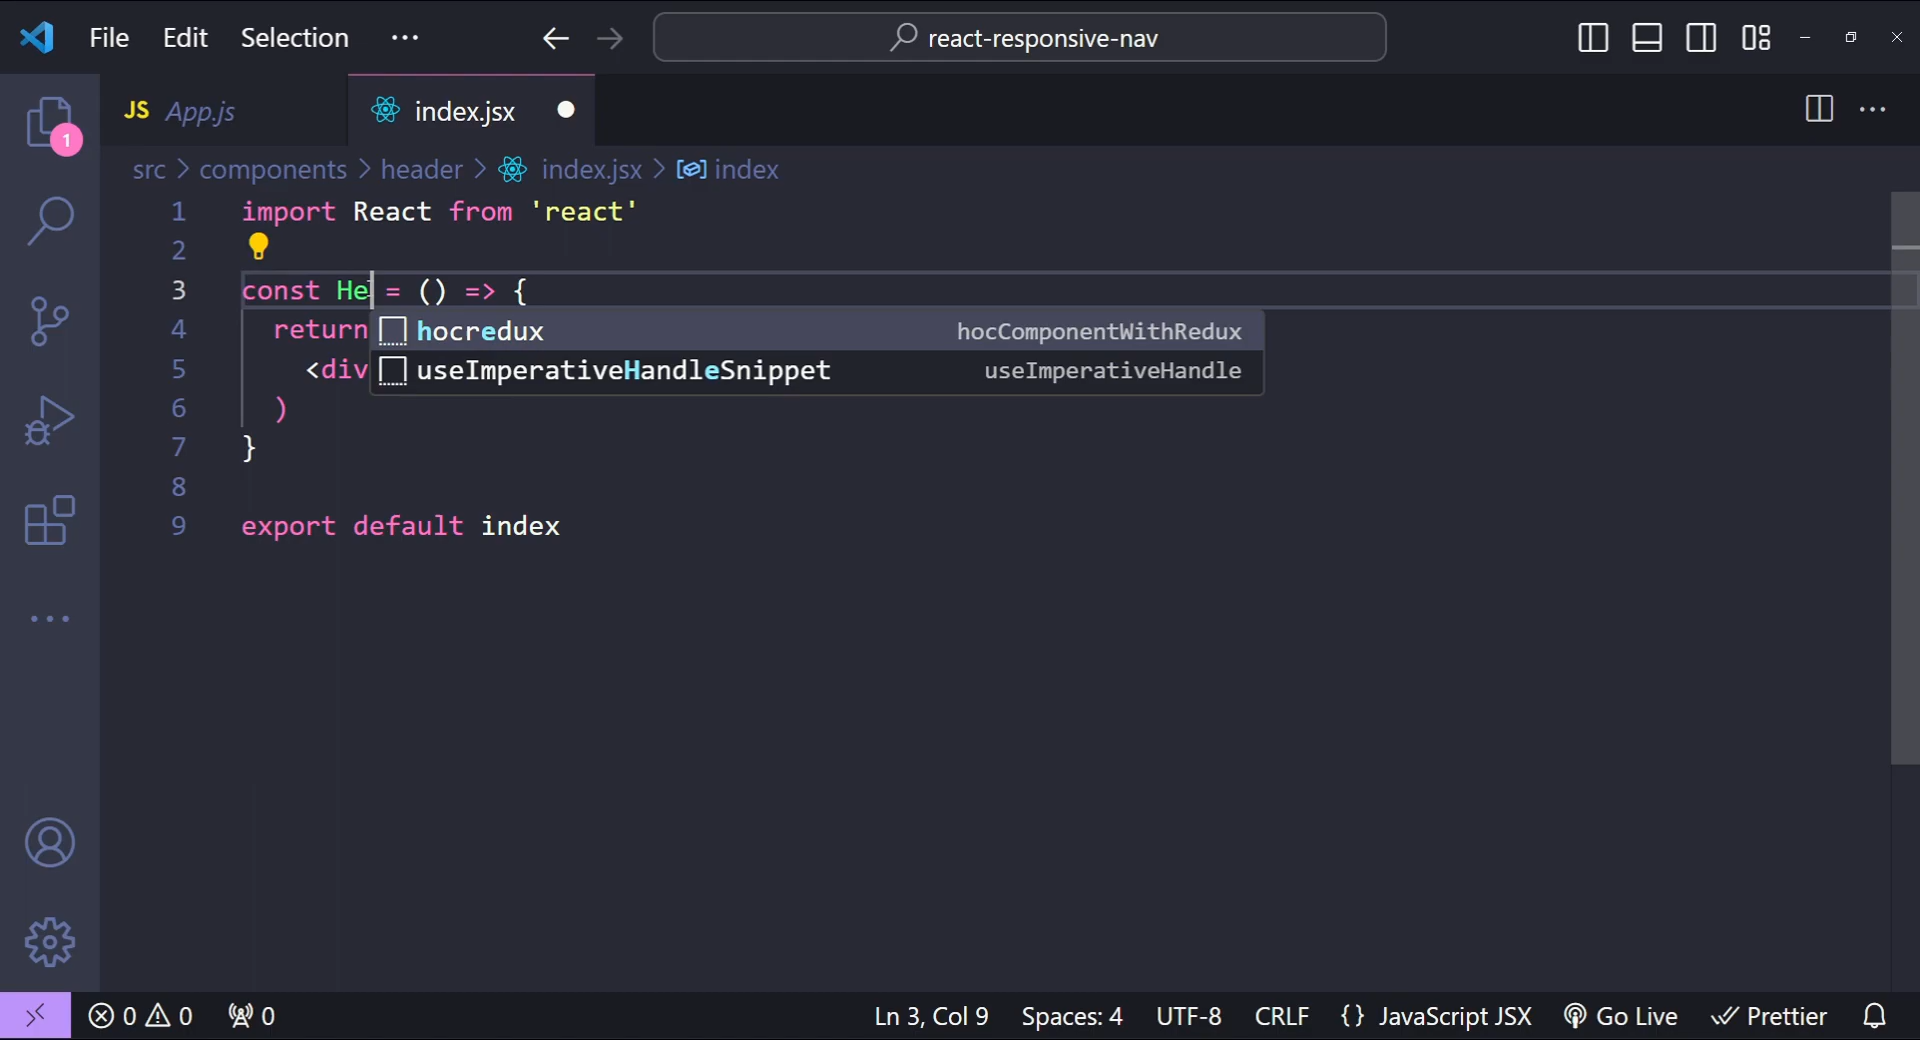 File Edit Selection ··· react-responsive-nav
JS App.js index.jsx
1
src > components > header > index.jsx > index
1 import React from 'react'
2
3 const He = () => {
4 return
hocredux hocComponentWithRedux
5 <div
useImperativeHandleSnippet useImperativeHandle
6 )
7 }
8
9 export default index
0 0 0 Ln 3, Col 9 Spaces: 4 UTF-8 CRLF {} JavaScript JSX Go Live Prettier